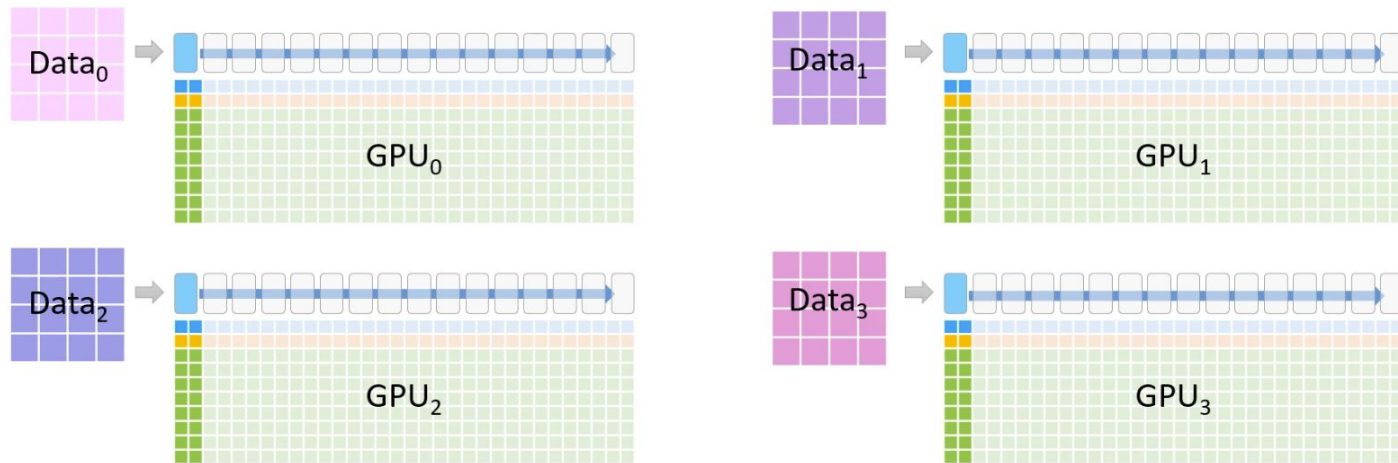 Data₀
Data₁
GPU₀
GPU₁
Data₂
Data₃
GPU₂
GPU₃